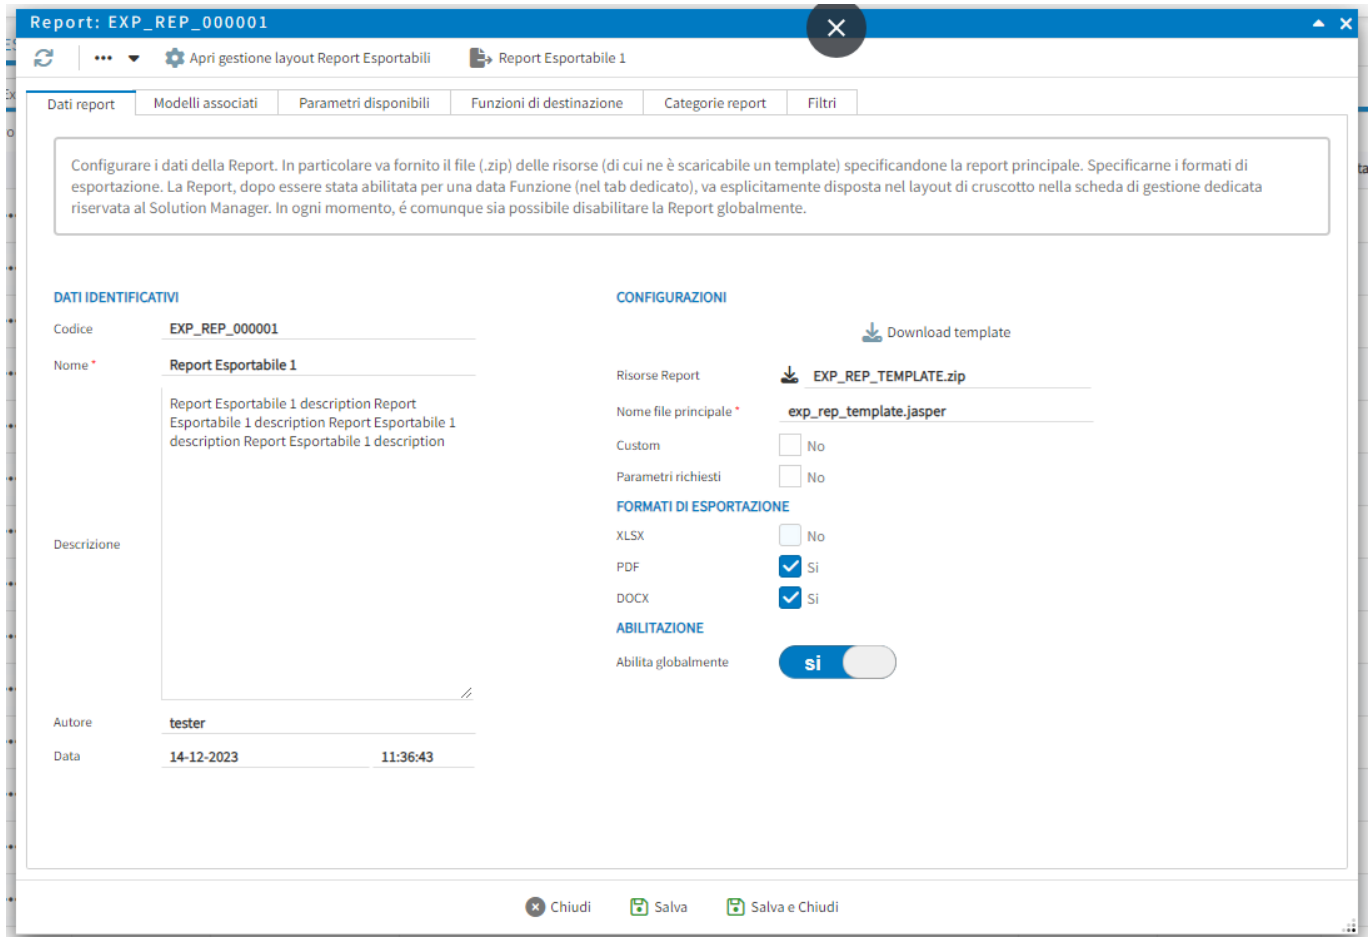 Report: EXP_REP_000001
Apri gestione layout Report Esportabili
Report Esportabile 1
Dati report
Modelli associati
Parametri disponibili
Funzioni di destinazione
Categorie report
Filtri
Configurare i dati della Report. In particolare va fornito il file (.zip) delle risorse (di cui ne è scaricabile un template) specificandone la report principale. Specificarne i formati di
esportazione. La Report, dopo essere stata abilitata per una data Funzione (nel tab dedicato), va esplicitamente disposta nel layout di cruscotto nella scheda di gestione dedicata
riservata al Solution Manager. In ogni momento, é comunque sia possibile disabilitare la Report globalmente.
DATI IDENTIFICATIVI
Codice EXP_REP_000001
Nome * Report Esportabile 1
Descrizione
Report Esportabile 1 description Report
Esportabile 1 description Report Esportabile 1
description Report Esportabile 1 description
Autore tester
Data 14-12-2023 11:36:43
CONFIGURAZIONI
Download template
Risorse Report EXP_REP_TEMPLATE.zip
Nome file principale * exp_rep_template.jasper
Custom No
Parametri richiesti No
FORMATI DI ESPORTAZIONE
XLSX No
PDF Si
DOCX Si
ABILITAZIONE
Abilita globalmente si
Chiudi
Salva
Salva e Chiudi